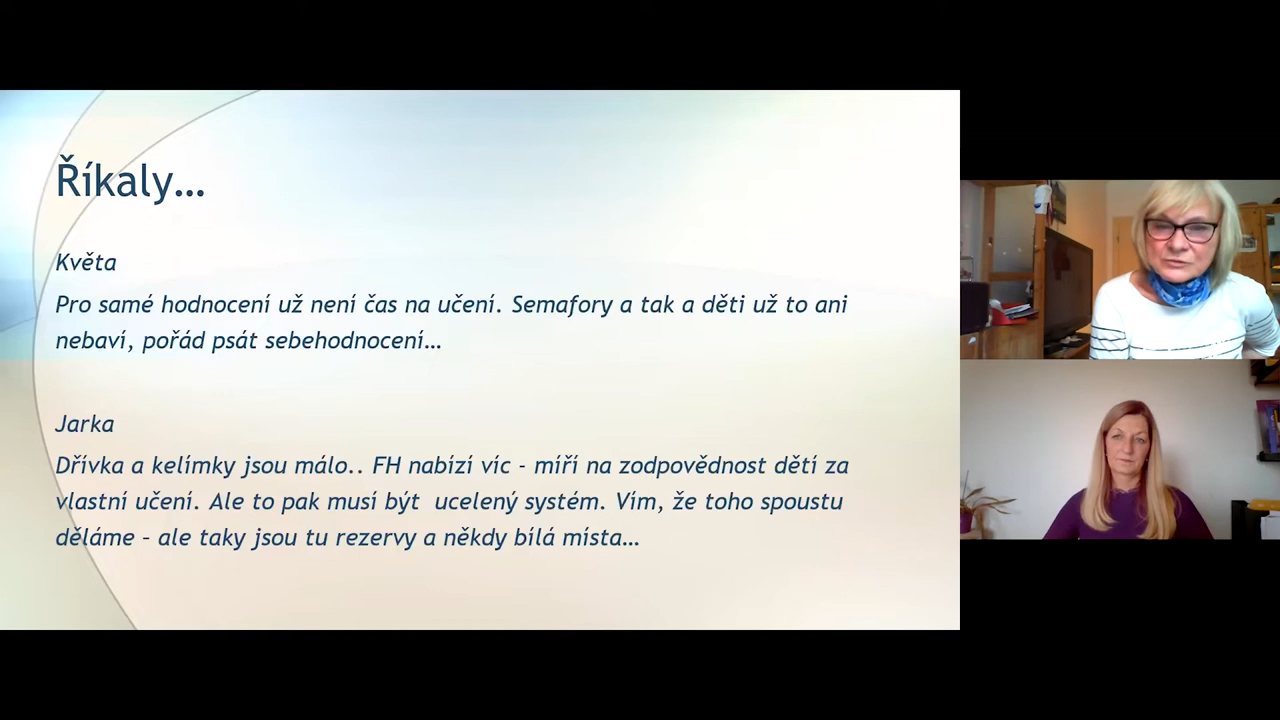 Říkaly…
Květa
Pro samé hodnocení už není čas na učení. Semafory a tak a děti už to ani
nebaví, pořád psát sebehodnocení…
Jarka
Dřívka a kelímky jsou málo.. FH nabízí víc - míří na zodpovědnost dětí za
vlastní učení. Ale to pak musí být  ucelený systém. Vím, že toho spoustu
děláme – ale taky jsou tu rezervy a někdy bílá místa…